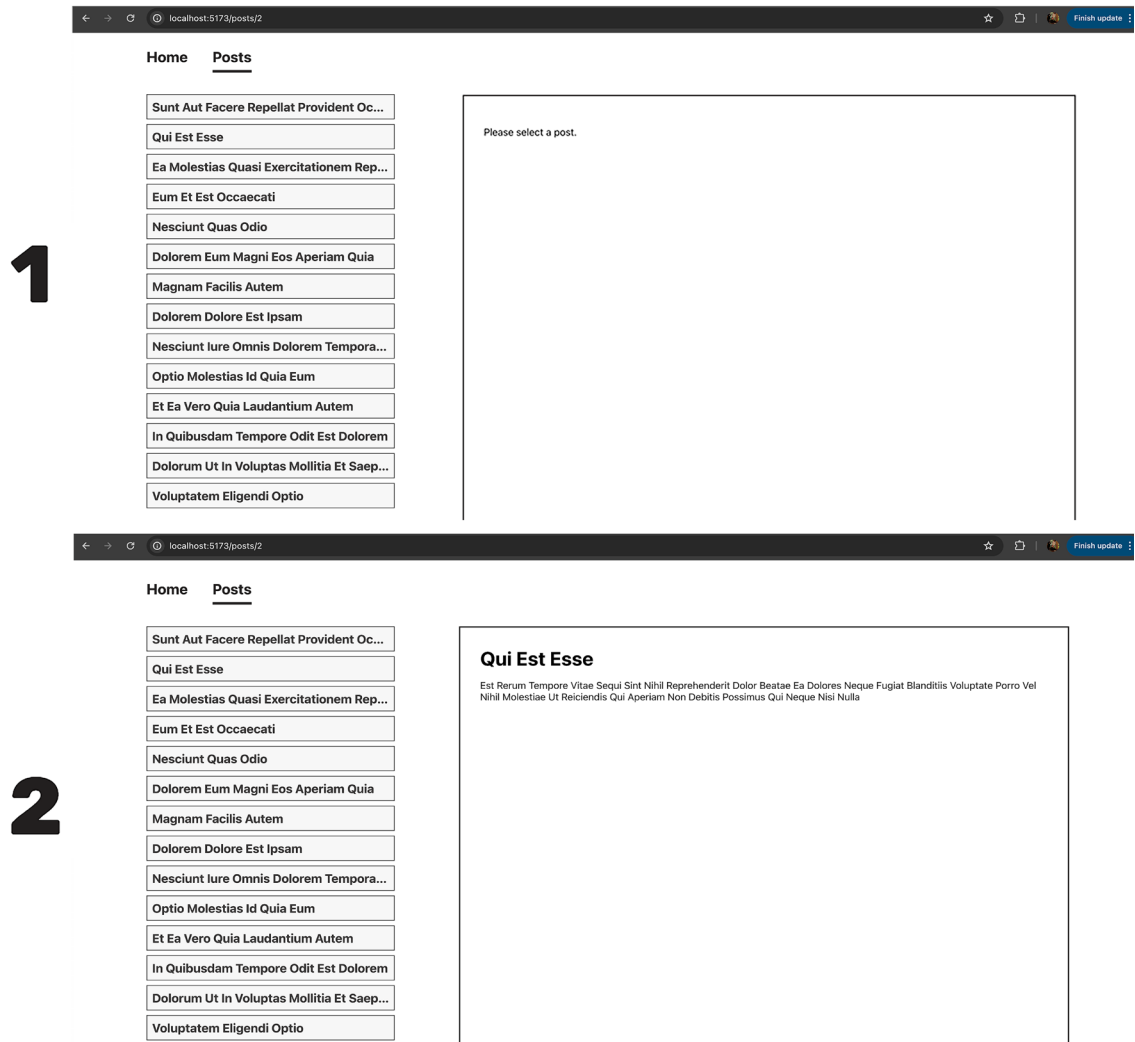 localhost:5173/posts/2
Finish update
Home Posts
Sunt Aut Facere Repellat Provident Oc...
Qui Est Esse
Ea Molestias Quasi Exercitationem Rep...
Eum Et Est Occaecati
Nesciunt Quas Odio
Dolorem Eum Magni Eos Aperiam Quia
Magnam Facilis Autem
Dolorem Dolore Est Ipsam
Nesciunt Iure Omnis Dolorem Tempora...
Optio Molestias Id Quia Eum
Et Ea Vero Quia Laudantium Autem
In Quibusdam Tempore Odit Est Dolorem
Dolorum Ut In Voluptas Mollitia Et Saep...
Voluptatem Eligendi Optio
Please select a post.
1
localhost:5173/posts/2
Finish update
Home Posts
Sunt Aut Facere Repellat Provident Oc...
Qui Est Esse
Ea Molestias Quasi Exercitationem Rep...
Eum Et Est Occaecati
Nesciunt Quas Odio
Dolorem Eum Magni Eos Aperiam Quia
Magnam Facilis Autem
Dolorem Dolore Est Ipsam
Nesciunt Iure Omnis Dolorem Tempora...
Optio Molestias Id Quia Eum
Et Ea Vero Quia Laudantium Autem
In Quibusdam Tempore Odit Est Dolorem
Dolorum Ut In Voluptas Mollitia Et Saep...
Voluptatem Eligendi Optio
Qui Est Esse
Est Rerum Tempore Vitae Sequi Sint Nihil Reprehenderit Dolor Beatae Ea Dolores Neque Fugiat Blanditiis Voluptate Porro Vel
Nihil Molestiae Ut Reiciendis Qui Aperiam Non Debitis Possimus Qui Neque Nisi Nulla
2